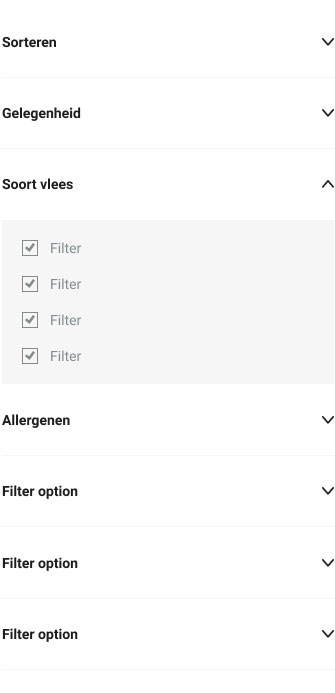 Sorteren
Gelegenheid
Soort vlees
Filter
Filter
Filter
Filter
Allergenen
Filter option
Filter option
Filter option